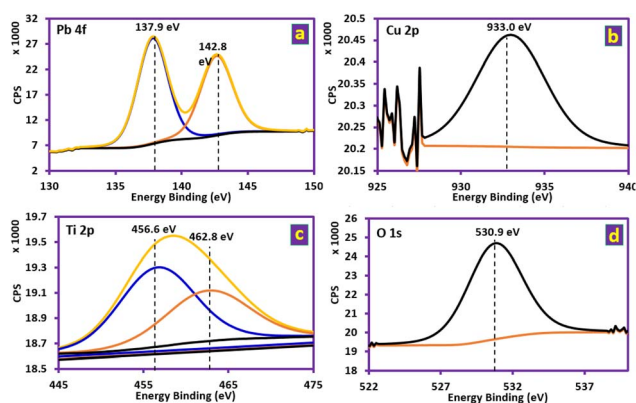 Pb 4f
137.9 eV
142.8
eV
a
x 1000
CPS
32
27
22
17
12
7
2
130
135
140
145
150
Energy Binding (eV)
Cu 2p
933.0 eV
b
x 1000
CPS
20.5
20.45
20.4
20.35
20.3
20.25
20.2
20.15
925
930
935
940
Energy Binding (eV)
Ti 2p
456.6 eV
462.8 eV
c
x 1000
CPS
19.7
19.5
19.3
19.1
18.9
18.7
18.5
445
455
465
475
Energy Binding (eV)
O 1s
530.9 eV
d
x 1000
CPS
26
25
24
23
22
21
20
19
18
522
527
532
537
Energy Binding (eV)